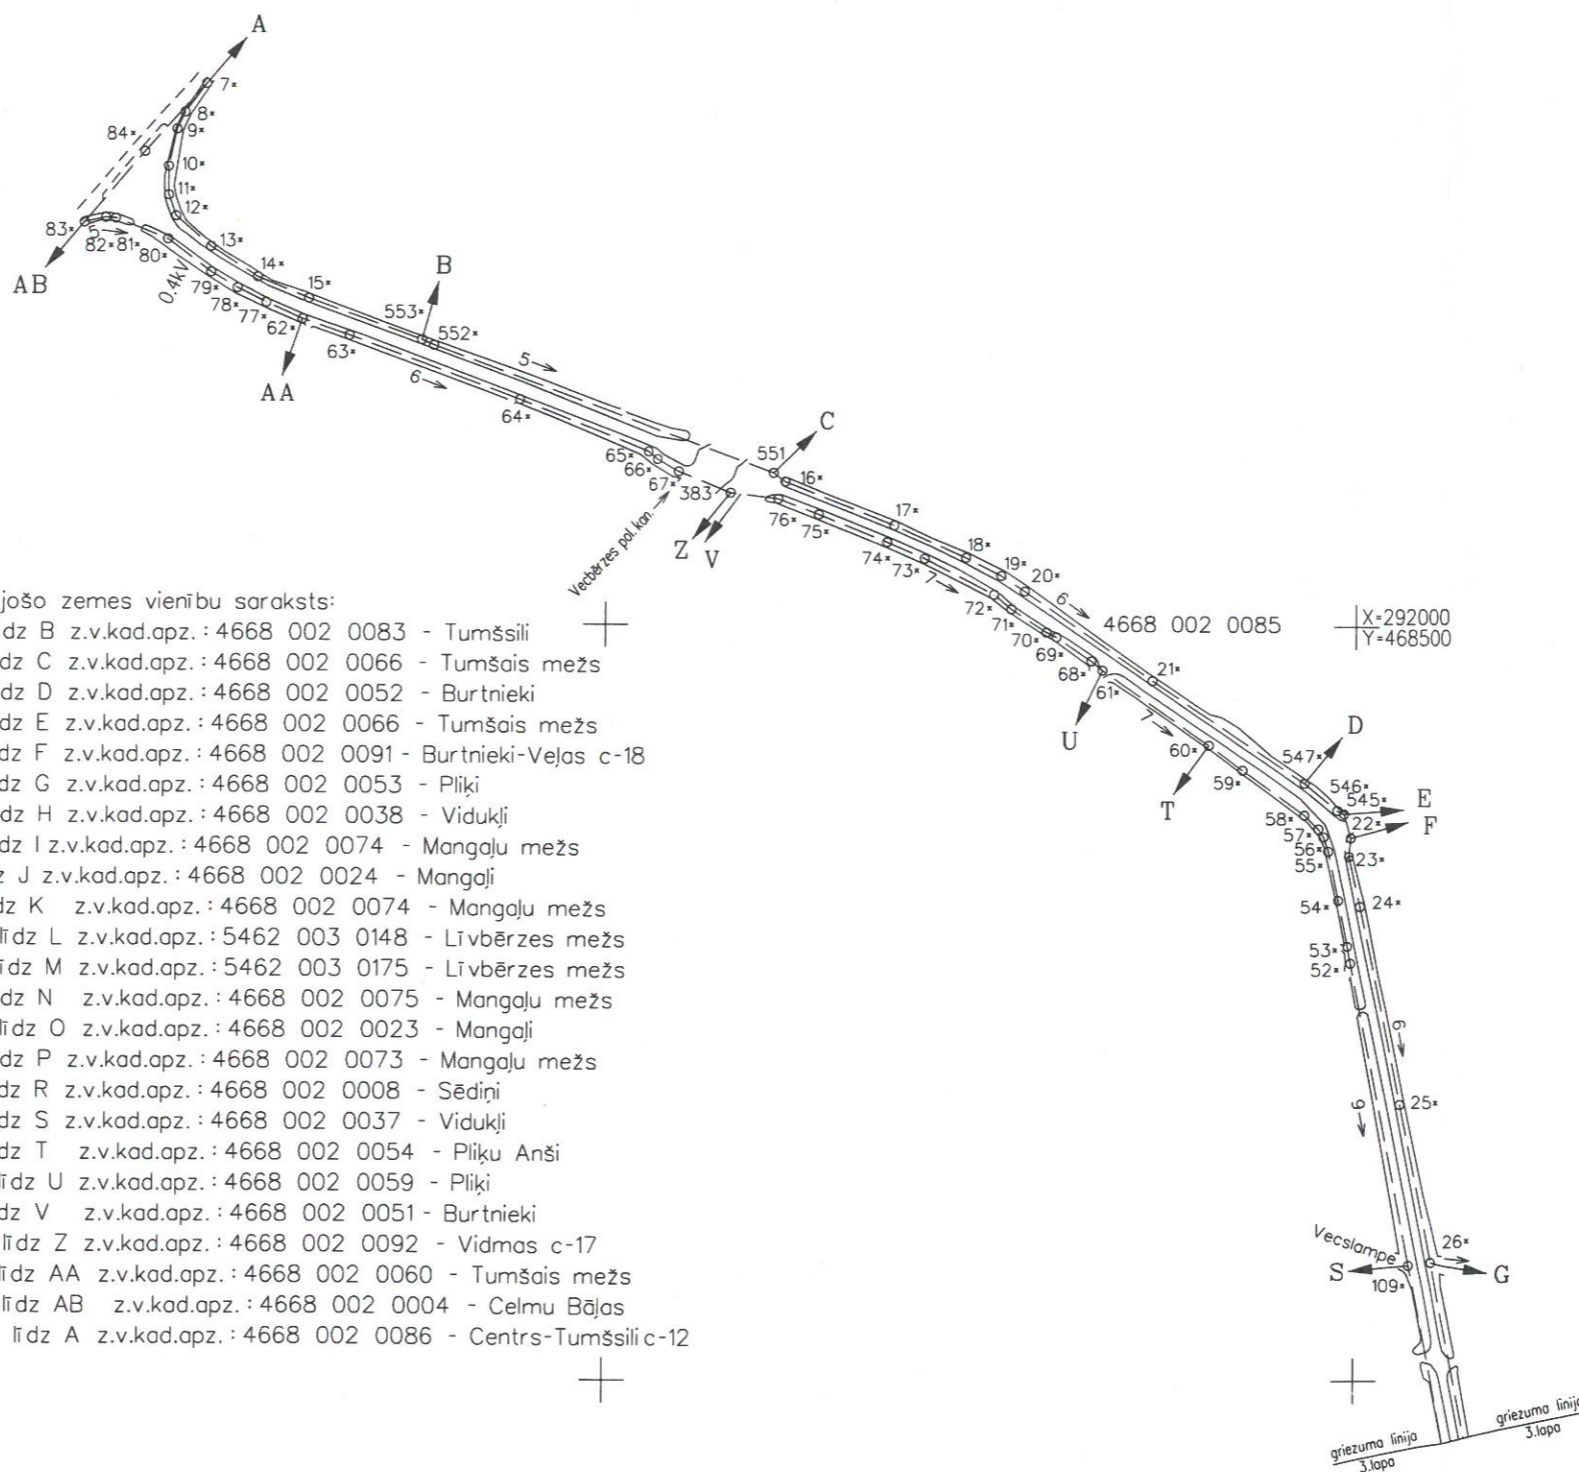 A
7×
8×
84×
9×
10×
11×
12×
83×
5
82×81×
80×
13×
AB
0.4kV
79×
14×
B
78×
77×
15×
553×
552×
62×
63×
5
AA
6
64×
C
551
65×
66×
67×
16×
383
17×
Vecbērzes pol. kan.
Z
V
76×
75×
74×
73×
18×
19×
20×
7
6
72×
71×
70×
69×
68×
4668 002 0085
X=292000
Y=468500
61×
21×
U
7
D
60×
547×
546×
545×
E
59×
T
58×
22×
F
57×
56×
55×
23×
54×
24×
53×
52×
6
25×
6
Vecslampe
26×
S
G
109×
jošo zemes vienību saraksts:
dz B z.v.kad.apz.: 4668 002 0083 - Tumšsili
dz C z.v.kad.apz.: 4668 002 0066 - Tumšais mežs
dz D z.v.kad.apz.: 4668 002 0052 - Burtnieki
dz E z.v.kad.apz.: 4668 002 0066 - Tumšais mežs
dz F z.v.kad.apz.: 4668 002 0091 - Burtnieki-Veļas c-18
dz G z.v.kad.apz.: 4668 002 0053 - Pliķi
dz H z.v.kad.apz.: 4668 002 0038 - Vidukļi
dz I z.v.kad.apz.: 4668 002 0074 - Mangaļu mežs
z J z.v.kad.apz.: 4668 002 0024 - Mangaļi
dz K z.v.kad.apz.: 4668 002 0074 - Mangaļu mežs
līdz L z.v.kad.apz.: 5462 003 0148 - Līvbērzes mežs
īdz M z.v.kad.apz.: 5462 003 0175 - Līvbērzes mežs
dz N z.v.kad.apz.: 4668 002 0075 - Mangaļu mežs
līdz O z.v.kad.apz.: 4668 002 0023 - Mangaļi
dz P z.v.kad.apz.: 4668 002 0073 - Mangaļu mežs
dz R z.v.kad.apz.: 4668 002 0008 - Sēdiņi
dz S z.v.kad.apz.: 4668 002 0037 - Vidukļi
dz T z.v.kad.apz.: 4668 002 0054 - Pliķu Anši
līdz U z.v.kad.apz.: 4668 002 0059 - Pliķi
dz V z.v.kad.apz.: 4668 002 0051 - Burtnieki
līdz Z z.v.kad.apz.: 4668 002 0092 - Vidmas c-17
līdz AA z.v.kad.apz.: 4668 002 0060 - Tumšais mežs
līdz AB z.v.kad.apz.: 4668 002 0004 - Celmu Bāļas
līdz A z.v.kad.apz.: 4668 002 0086 - Centrs-Tumšsili c-12
griezuma līnija
3.lapa
griezuma līnija
3.lapa